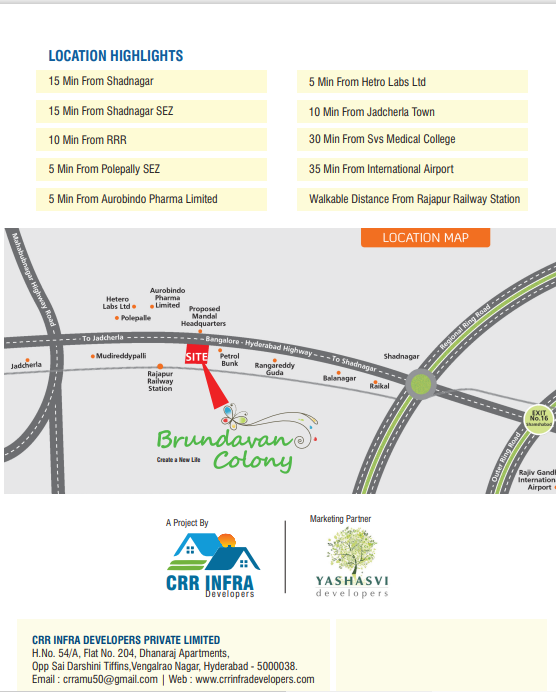 LOCATION HIGHLIGHTS
15 Min From Shadnagar
15 Min From Shadnagar SEZ
10 Min From RRR
5 Min From Polepally SEZ
5 Min From Aurobindo Pharma Limited
5 Min From Hetro Labs Ltd
10 Min From Jadcherla Town
30 Min From Svs Medical College
35 Min From International Airport
Walkable Distance From Rajapur Railway Station
LOCATION MAP
Mahabubnagar Highway Road
Hetero
Labs Ltd
Aurobindo
Pharma
Limited
Polepalle
Proposed
Mandal
Headquarters
To Jadcherla
Bangalore - Hyderabad Highway
To Shadnagar
Shadnagar
Regional Ring Road
Jadcherla
Mudireddypalli
Rajapur
Railway
Station
SITE
Petrol
Bunk
Rangareddy
Guda
Balanagar
Raikal
EXIT
No.16
Shamshabad
Outer Ring Road
Rajiv Gandh
Internation
Airport
Brundavan
Colony
Create a New Life
A Project By
CRR INFRA
Developers
Marketing Partner
YASHASVI
developers
CRR INFRA DEVELOPERS PRIVATE LIMITED
H.No. 54/A, Flat No. 204, Dhanaraj Apartments,
Opp Sai Darshini Tiffins,Vengalrao Nagar, Hyderabad - 5000038.
Email : crramu50@gmail.com | Web : www.crrinfradevelopers.com